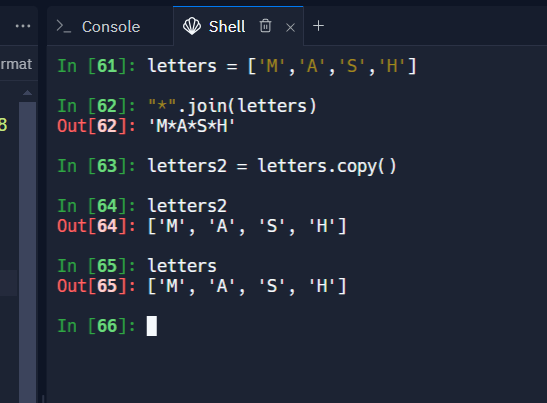 ... >_ Console Shell × +
rmat
8
In [61]: letters = ['M','A','S','H']
In [62]: "*".join(letters)
Out[62]: 'M*A*S*H'
In [63]: letters2 = letters.copy()
In [64]: letters2
Out[64]: ['M', 'A', 'S', 'H']
In [65]: letters
Out[65]: ['M', 'A', 'S', 'H']
In [66]: